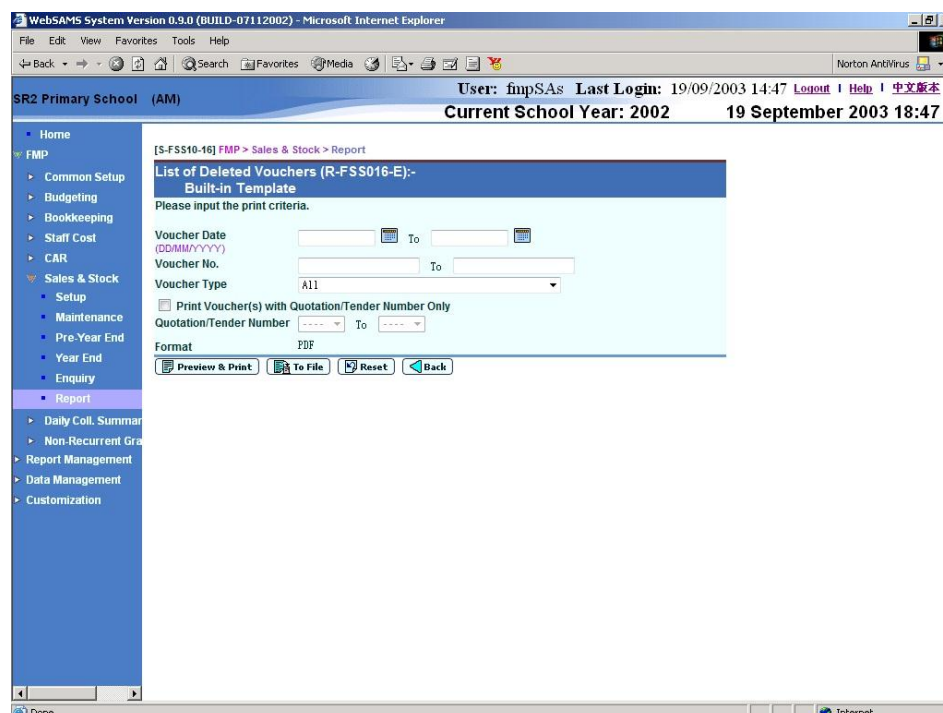 WebSAMS System Version 0.9.0 (BUILD-07112002) - Microsoft Internet Explorer
File Edit View Favorites Tools Help
Back Search Favorites Media Norton AntiVirus
SR2 Primary School (AM)
User: fmpSAs Last Login: 19/09/2003 14:47 Logout | Help | 中文版本
Current School Year: 2002 19 September 2003 18:47
Home
FMP
Common Setup
Budgeting
Bookkeeping
Staff Cost
CAR
Sales & Stock
Setup
Maintenance
Pre-Year End
Year End
Enquiry
Report
Daily Coll. Summar
Non-Recurrent Gra
Report Management
Data Management
Customization
[S-FSS10-16] FMP > Sales & Stock > Report
List of Deleted Vouchers (R-FSS016-E):-
Built-in Template
Please input the print criteria.
Voucher Date To
(DD/MM/YYYY)
Voucher No. To
Voucher Type All
Print Voucher(s) with Quotation/Tender Number Only
Quotation/Tender Number ---- To ----
Format PDF
Preview & Print To File Reset Back
Done Internet